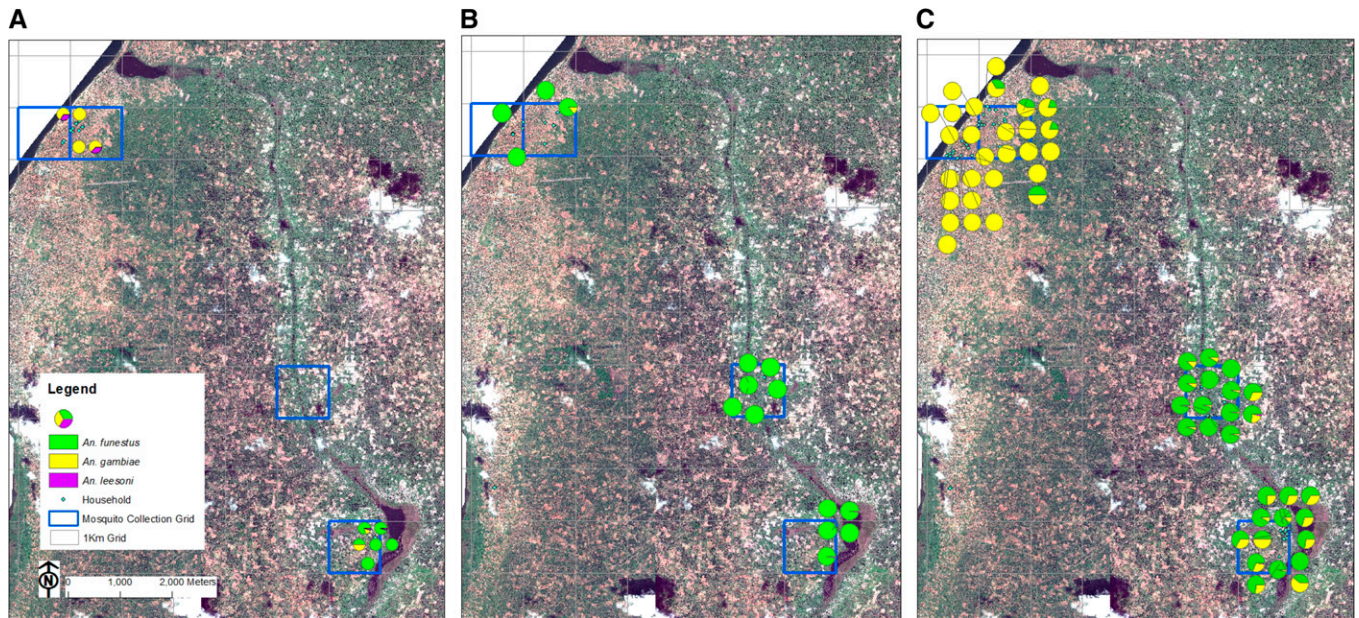 A
B
C
Legend
An. funestus
An. gambiae
An. leesoni
Household
Mosquito Collection Grid
1Km Grid
N
0 1,000 2,000 Meters